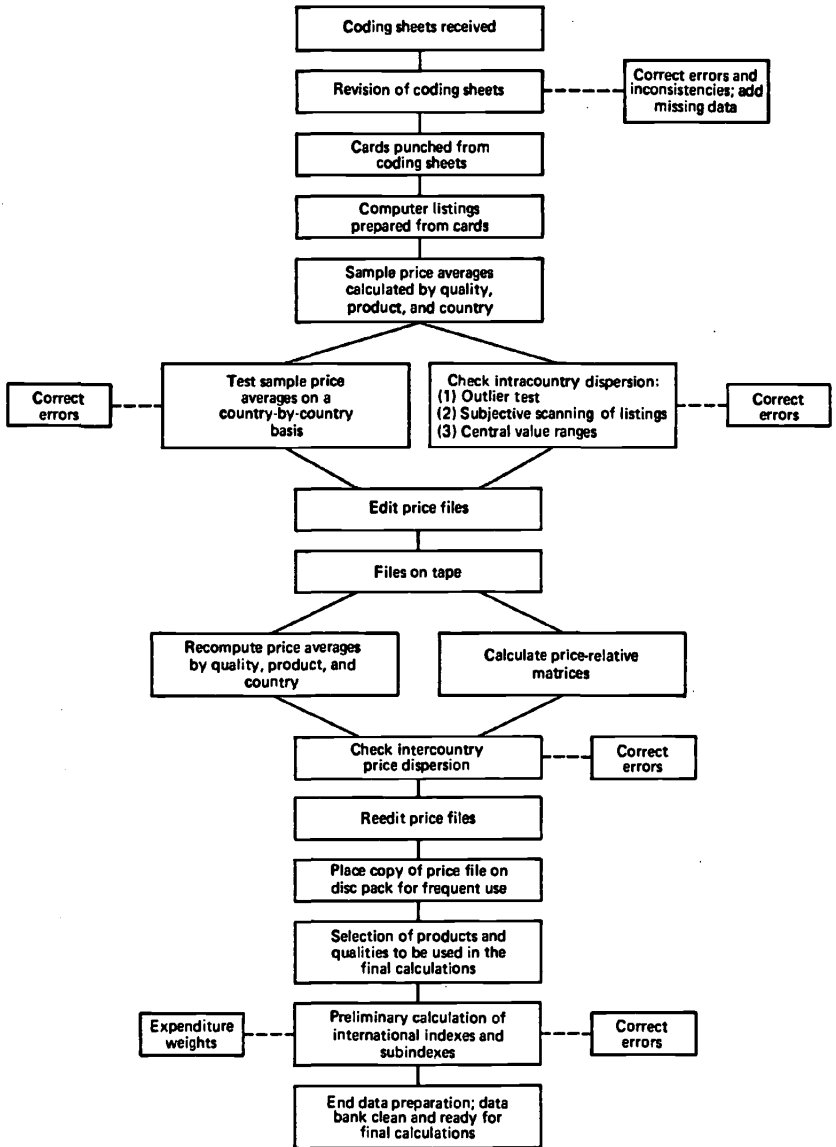 Coding sheets received
Revision of coding sheets
Correct errors and
inconsistencies; add
missing data
Cards punched from
coding sheets
Computer listings
prepared from cards
Sample price averages
calculated by quality,
product, and country
Correct
errors
Test sample price
averages on a
country-by-country
basis
Check intracountry dispersion:
(1) Outlier test
(2) Subjective scanning of listings
(3) Central value ranges
Correct
errors
Edit price files
Files on tape
Recompute price averages
by quality, product, and
country
Calculate price-relative
matrices
Check intercountry
price dispersion
Correct
errors
Reedit price files
Place copy of price file on
disc pack for frequent use
Selection of products and
qualities to be used in the
final calculations
Expenditure
weights
Preliminary calculation of
international indexes and
subindexes
Correct
errors
End data preparation; data
bank clean and ready for
final calculations